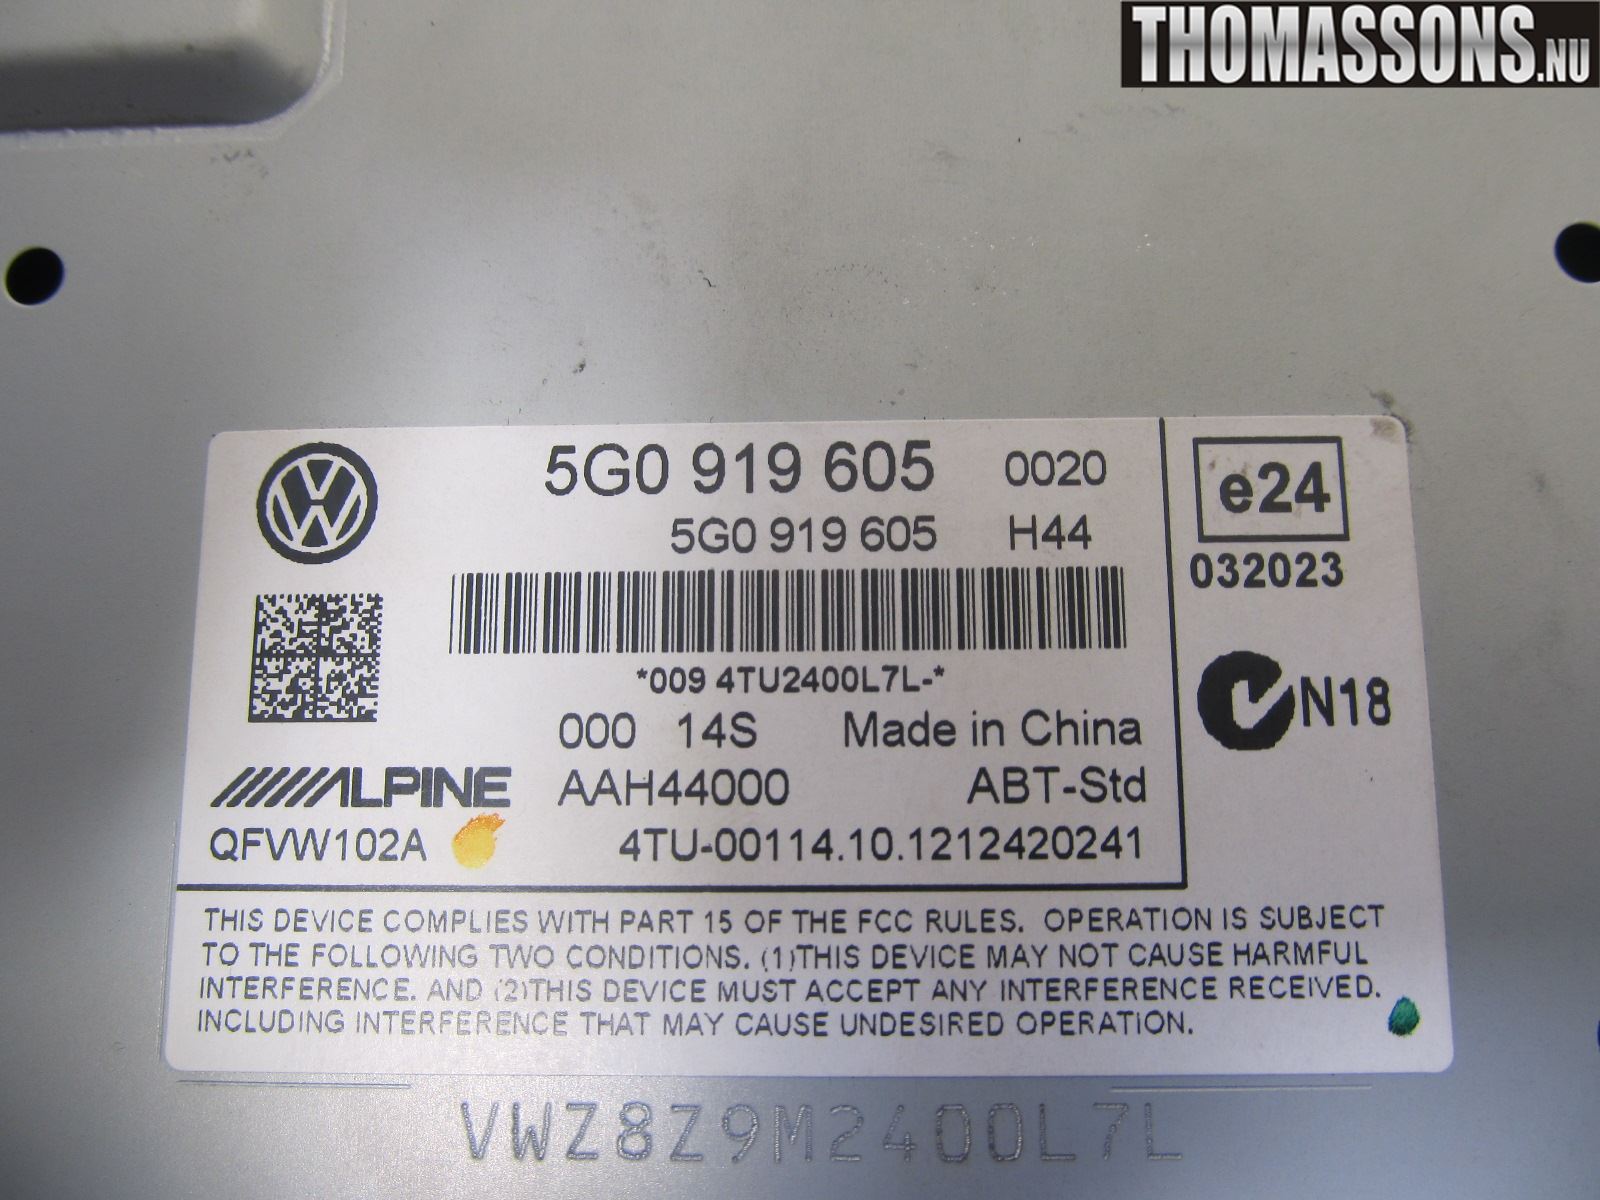 THOMASSONS.NU
5G0 919 605 0020
5G0 919 605 H44
e24
032023
*009 4TU2400L7L-*
N18
000 14S Made in China
ALPINE AAH44000 ABT-Std
QFVW102A 4TU-00114.10.1212420241
THIS DEVICE COMPLIES WITH PART 15 OF THE FCC RULES. OPERATION IS SUBJECT
TO THE FOLLOWING TWO CONDITIONS. (1)THIS DEVICE MAY NOT CAUSE HARMFUL
INTERFERENCE. AND (2)THIS DEVICE MUST ACCEPT ANY INTERFERENCE RECEIVED.
INCLUDING INTERFERENCE THAT MAY CAUSE UNDESIRED OPERATION.
VWZ8Z9M2400L7L